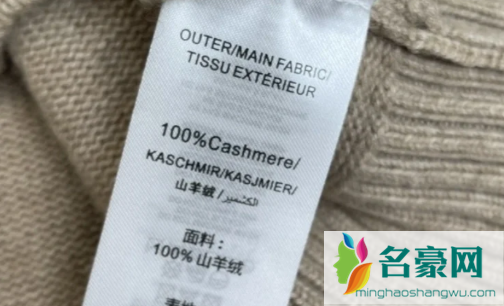 OUTER/MAIN FABRIC/
TISSU EXTÉRIEUR
100%Cashmere/
KASCHMIR/KASJMIER/
山羊绒/الكشمير/
面料：
100% 山羊绒
名豪网
minghaoshangwu.com